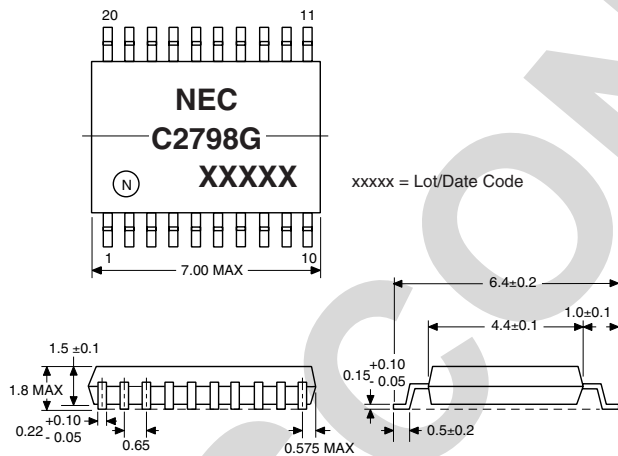 20 11
NEC
C2798G
N XXXXX
xxxxx = Lot/Date Code
1 10
7.00 MAX
6.4±0.2
1.0±0.1
4.4±0.1
1.5 ±0.1
1.8 MAX
0.22 +0.10 - 0.05
0.65
0.575 MAX
0.15 +0.10 - 0.05
0.5±0.2